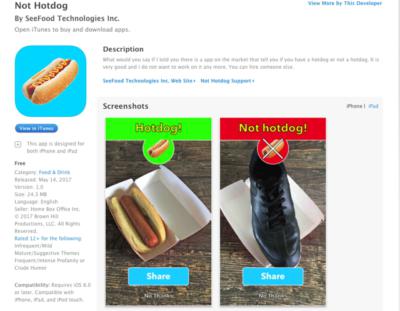 Not Hotdog
By SeeFood Technologies Inc.
Open iTunes to buy and download apps.
View More by This Developer
Description
What would you say if I told you there is a app on the market that tell you if you have a hotdog or not a hotdog. It is
very good and I do not want to work on it any more. You can hire someone else.
SeeFood Technologies Inc. Web Site
Not Hotdog Support
View in iTunes
This app is designed for
both iPhone and iPad
Free
Category: Food & Drink
Released: May 14, 2017
Version: 1.0
Size: 24.3 MB
Language: English
Seller: Home Box Office Inc.
© 2017 Brown Hill
Productions, LLC. All Rights
Reserved.
Rated 12+ for the following:
Infrequent/Mild
Mature/Suggestive Themes
Frequent/Intense Profanity or
Crude Humor
Compatibility: Requires iOS 8.0
or later. Compatible with
iPhone, iPad, and iPod touch.
Screenshots
iPhone | iPad
Hotdog!
Share
No Thanks
Not hotdog!
Share
No Thanks